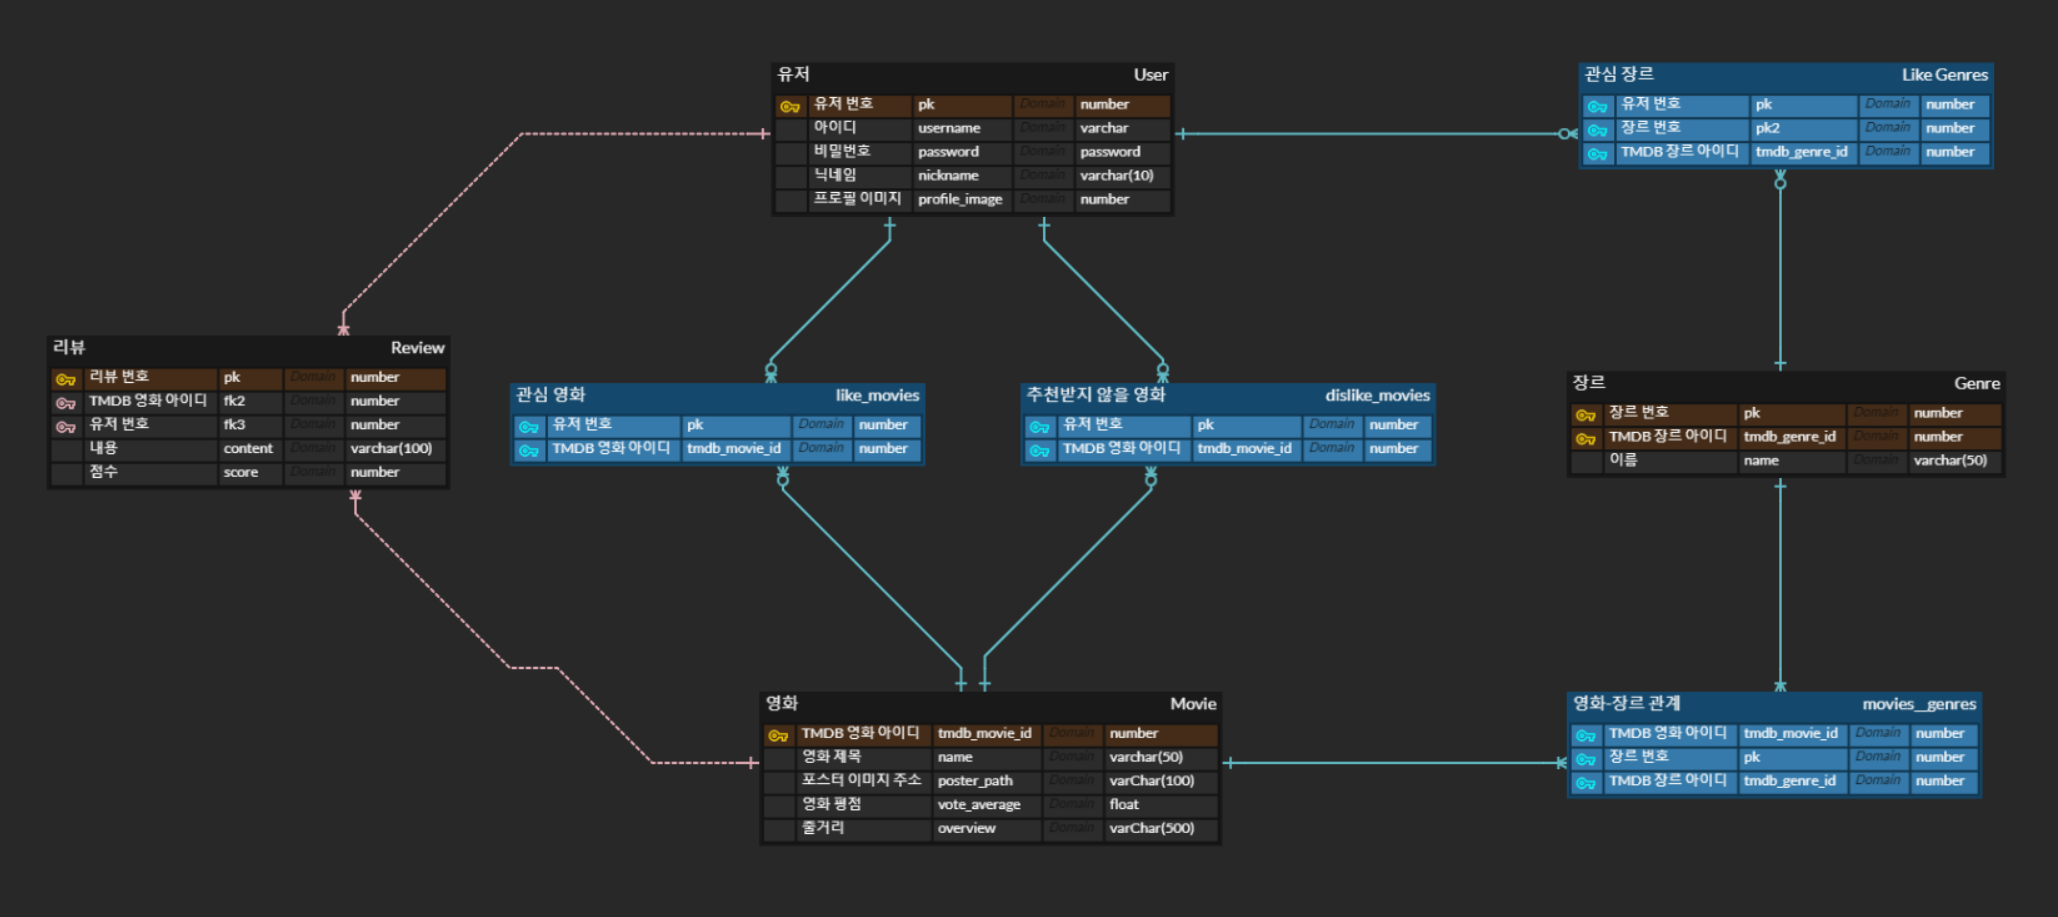 유저 User
유저 번호 pk Domain number
아이디 username Domain varchar
비밀번호 password Domain password
닉네임 nickname Domain varchar(10)
프로필 이미지 profile_image Domain number
관심 장르 Like Genres
유저 번호 pk Domain number
장르 번호 pk2 Domain number
TMDB 장르 아이디 tmdb_genre_id Domain number
리뷰 Review
리뷰 번호 pk Domain number
TMDB 영화 아이디 fk2 Domain number
유저 번호 fk3 Domain number
내용 content Domain varchar(100)
점수 score Domain number
관심 영화 like_movies
유저 번호 pk Domain number
TMDB 영화 아이디 tmdb_movie_id Domain number
추천받지 않을 영화 dislike_movies
유저 번호 pk Domain number
TMDB 영화 아이디 tmdb_movie_id Domain number
장르 Genre
장르 번호 pk Domain number
TMDB 장르 아이디 tmdb_genre_id Domain number
이름 name Domain varchar(50)
영화 Movie
TMDB 영화 아이디 tmdb_movie_id Domain number
영화 제목 name Domain varchar(50)
포스터 이미지 주소 poster_path Domain varChar(100)
영화 평점 vote_average Domain float
줄거리 overview Domain varChar(500)
영화-장르 관계 movies_genres
TMDB 영화 아이디 tmdb_movie_id Domain number
장르 번호 pk Domain number
TMDB 장르 아이디 tmdb_genre_id Domain number